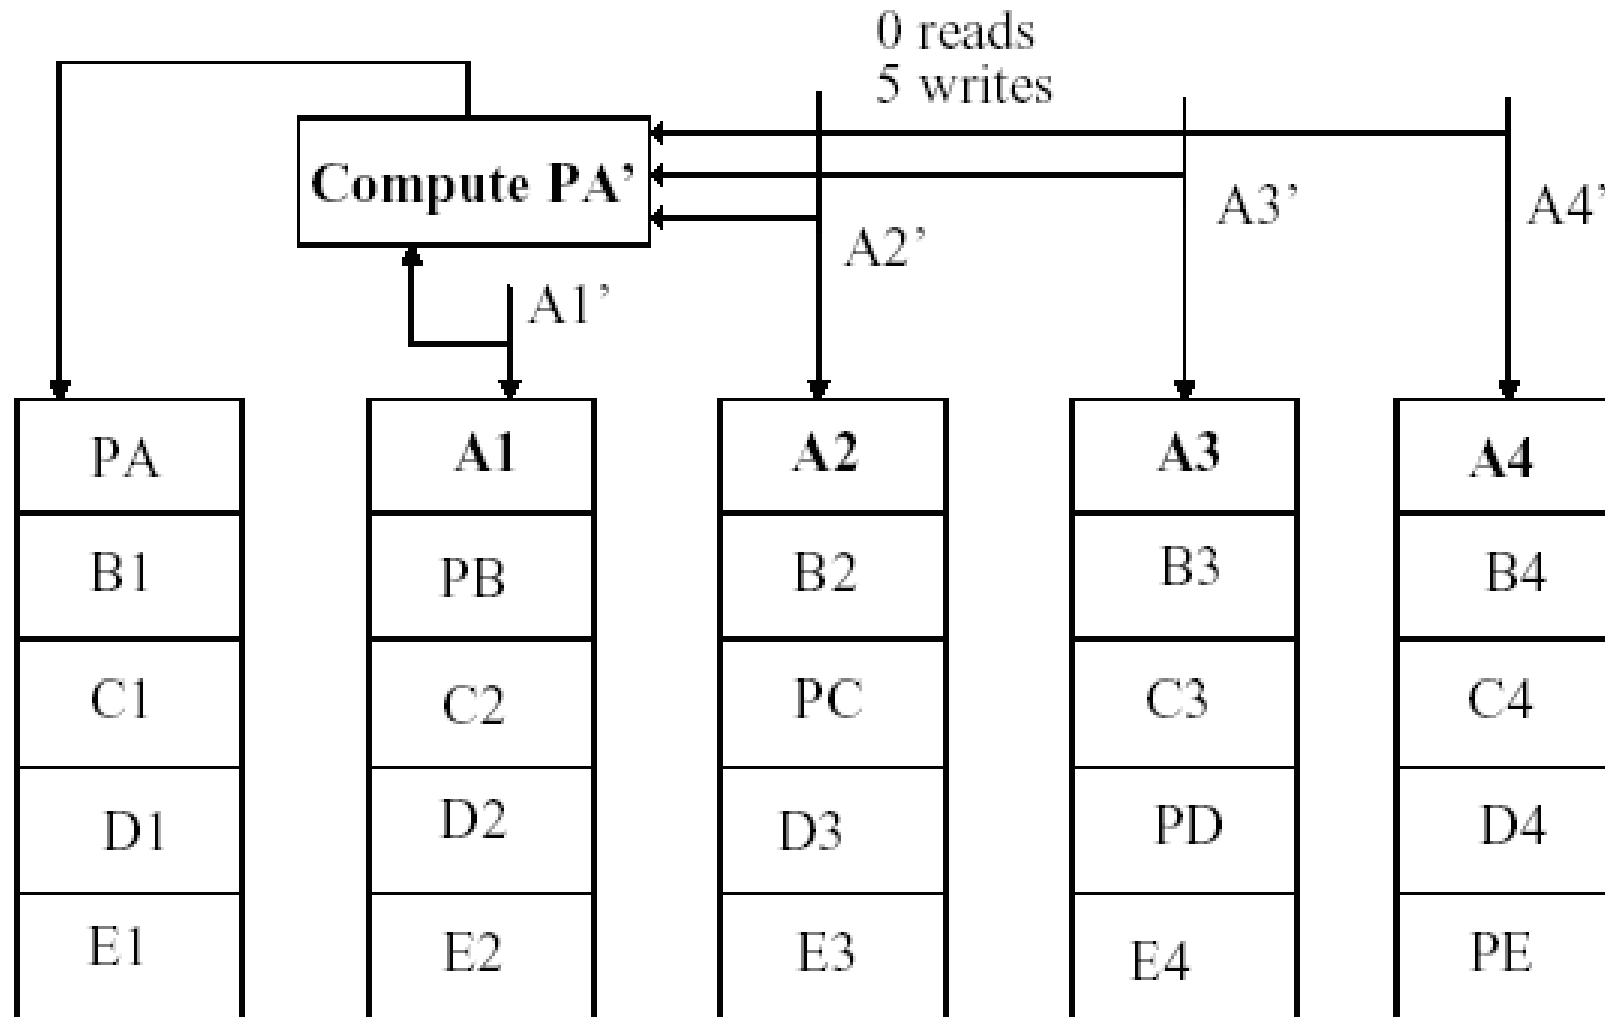 0 reads
5 writes
Compute PA’
A1’
A2’
A3’
A4’
PA A1 A2 A3 A4
B1 PB B2 B3 B4
C1 C2 PC C3 C4
D1 D2 D3 PD D4
E1 E2 E3 E4 PE